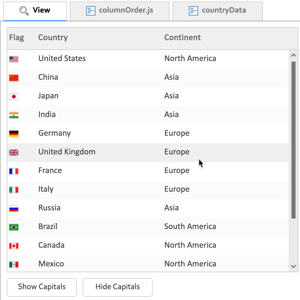 View columnOrder.js countryData
Flag Country Continent
United States North America
China Asia
Japan Asia
India Asia
Germany Europe
United Kingdom Europe
France Europe
Italy Europe
Russia Asia
Brazil South America
Canada North America
Mexico North America
Show Capitals Hide Capitals